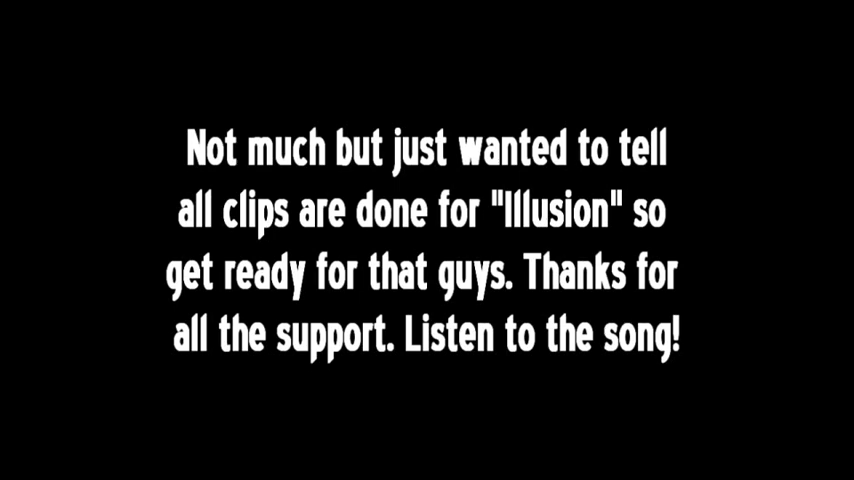 Not much but just wanted to tell
all clips are done for "Illusion" so
get ready for that guys. Thanks for
all the support. Listen to the song!